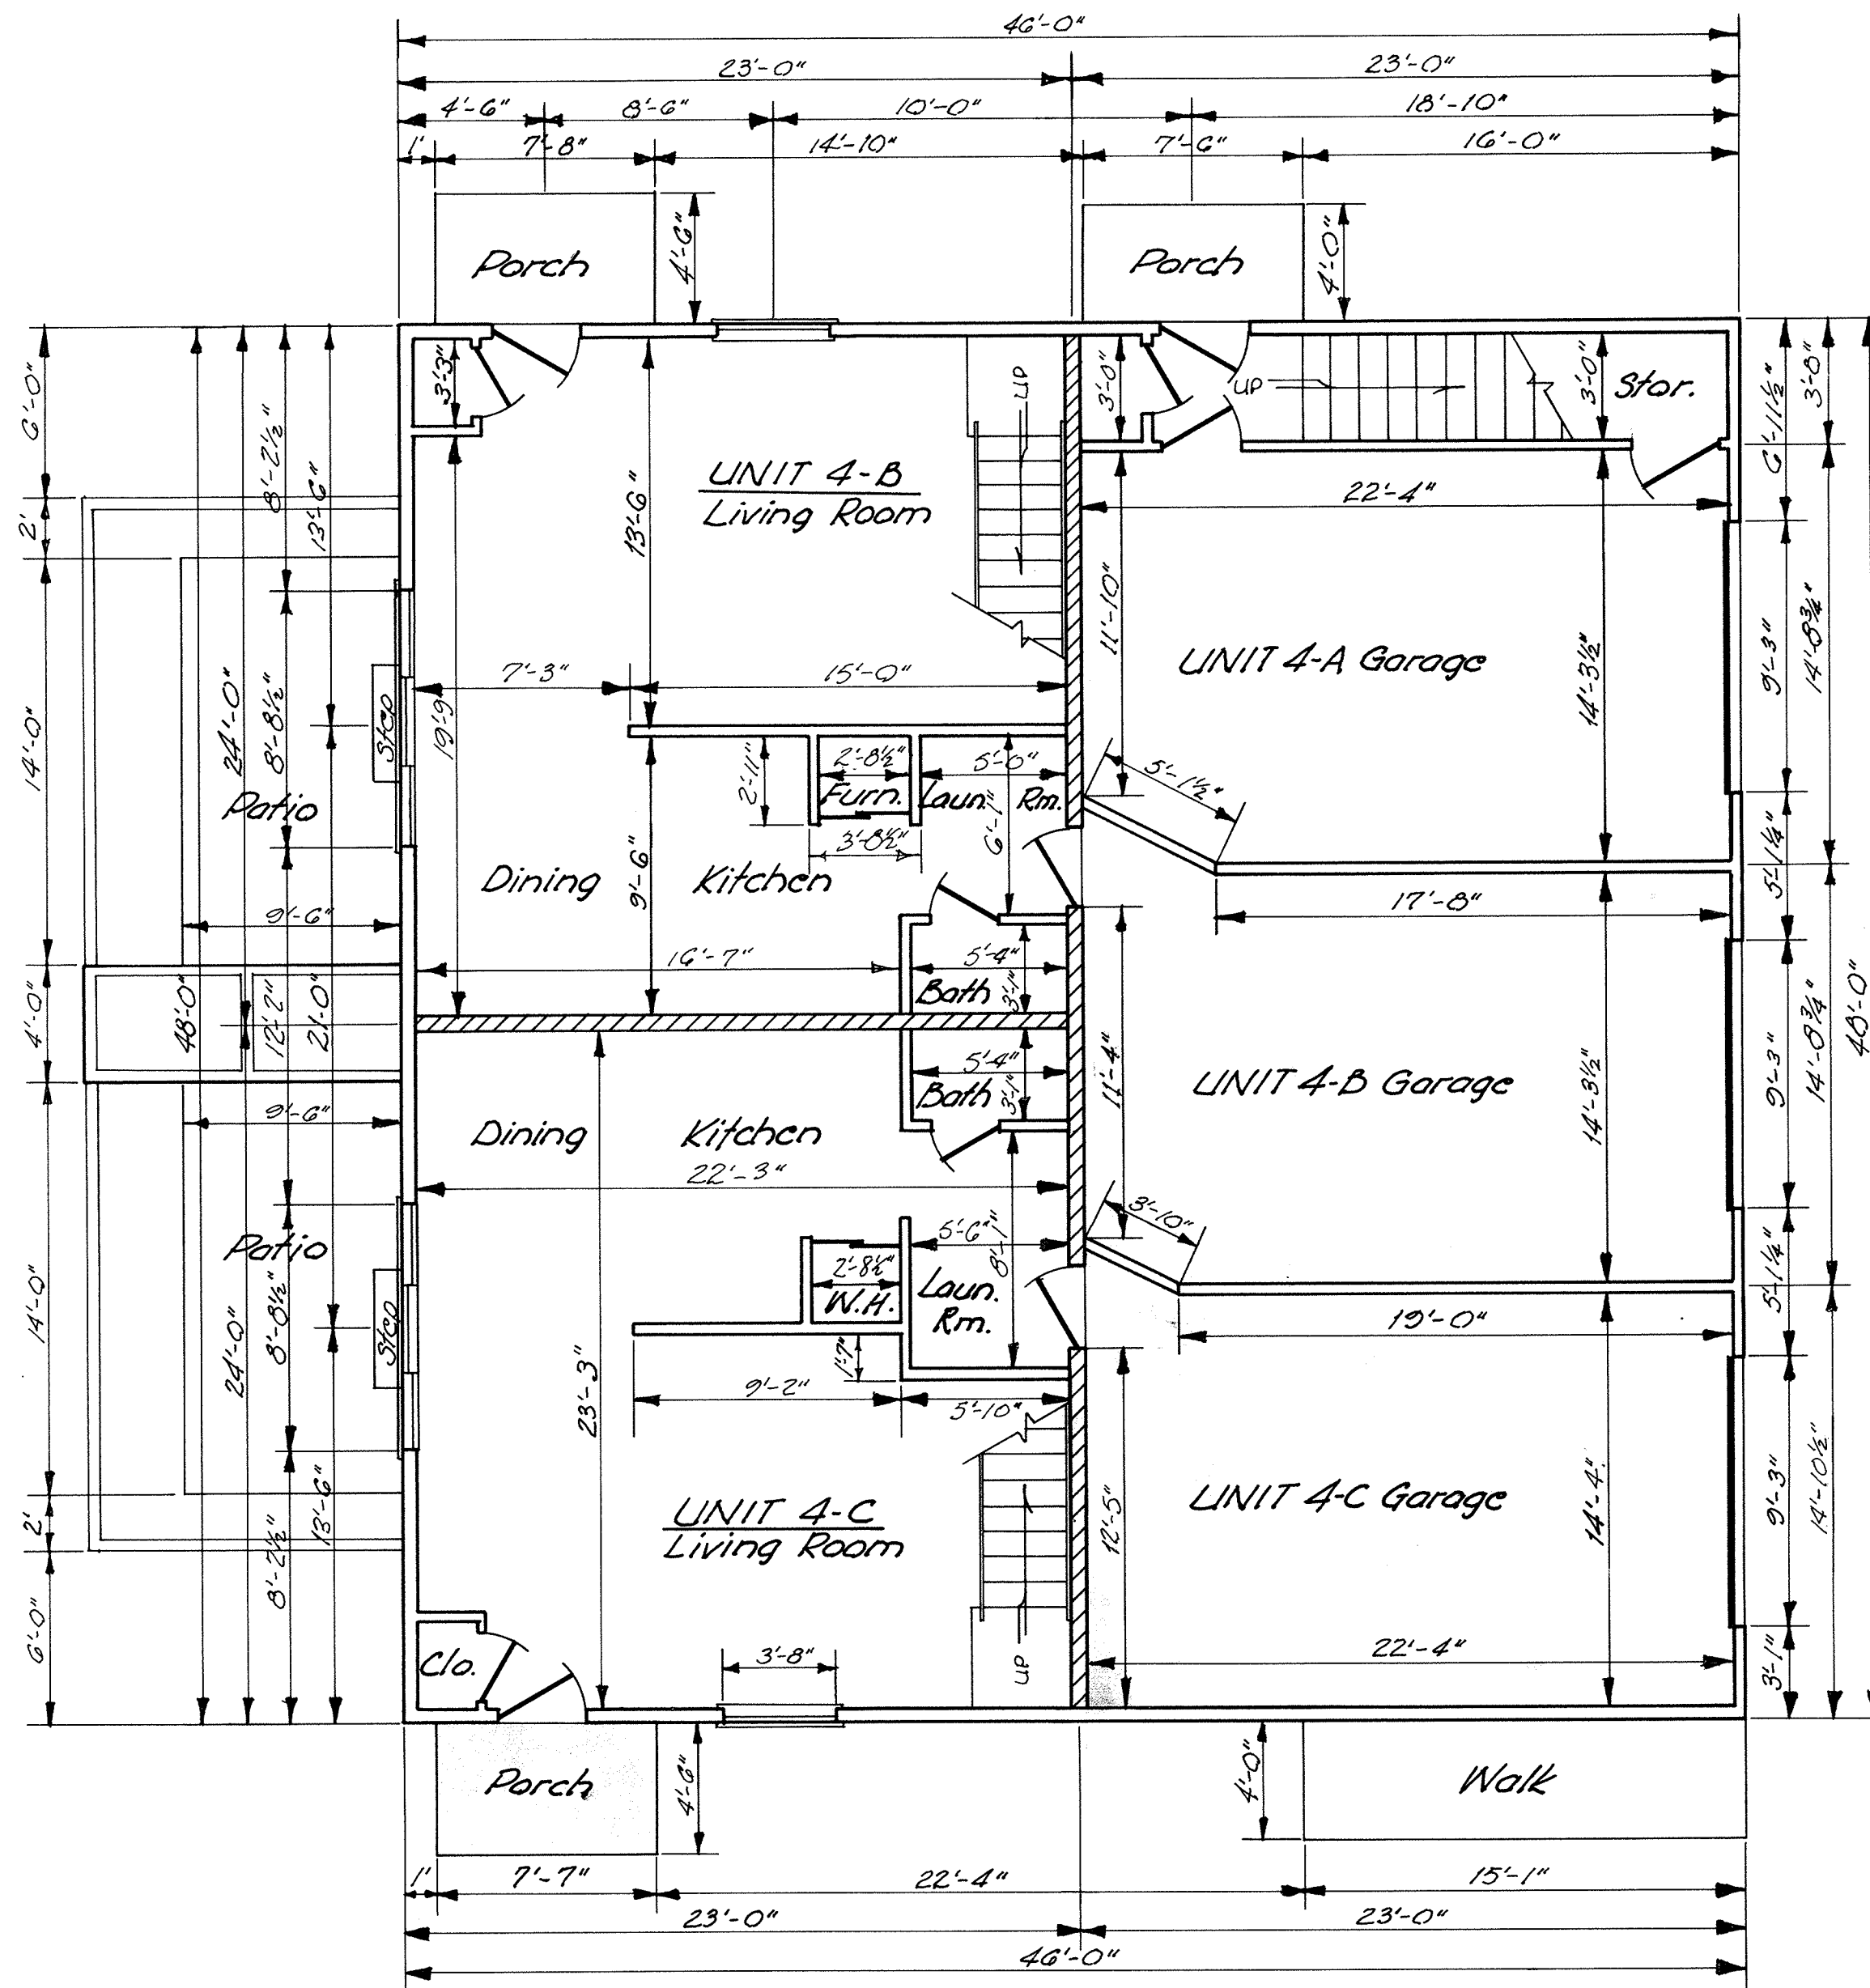 46'-0"
23'-0" 23'-0"
4'-6" 8'-6" 10'-0" 18'-10"
1' 7'-8" 14'-10" 7'-6" 16'-0"
Porch 4'-6" Porch 4'-0"
6'-0" 8'-2½" 13'-6" 3'-3" 13'-6" UP 3'-0" UP 3'-0" Stor. 6'-11½" 3'-8"
UNIT 4-B
Living Room
22'-4"
2'
11'-10"
UNIT 4-A Garage
14'-3½" 9'-3" 14'-8¾"
7'-3" 15'-0"
14'-0" 24'-0" 8'-8½" Step 19'-9"
Patio
2'-11" 2'-8½" 5'-0" 5'-1½"
Furn. Laun. Rm.
3'-8½" 6'-1"
Dining 9'-6" Kitchen
5'-1¼"
17'-8"
9'-6"
16'-7" 5'-4"
Bath 3'-1"
4'-0" 48'-0" 12'-2" 21'-0"
5'-4"
Bath 3'-1"
11'-4"
UNIT 4-B Garage
14'-3½" 9'-3" 14'-8¾" 48'-0"
9'-6"
Dining Kitchen
22'-3"
3'-10"
Patio
5'-6" 8'-1"
2'-8½"
W.H.
Laun.
Rm.
5'-1¼"
14'-0" 24'-0" 8'-8½" Step
19'-0"
1'-7"
9'-2" 5'-10"
23'-3"
UNIT 4-C
Living Room
12'-5"
UNIT 4-C Garage
14'-4" 9'-3" 14'-10½"
2'
8'-2½" 13'-6"
6'-0"
Clo.
3'-8"
UP
22'-4"
3'-1"
Porch 4'-6" 4'-0" Walk
1' 7'-7" 22'-4" 15'-1"
23'-0" 23'-0"
46'-0"